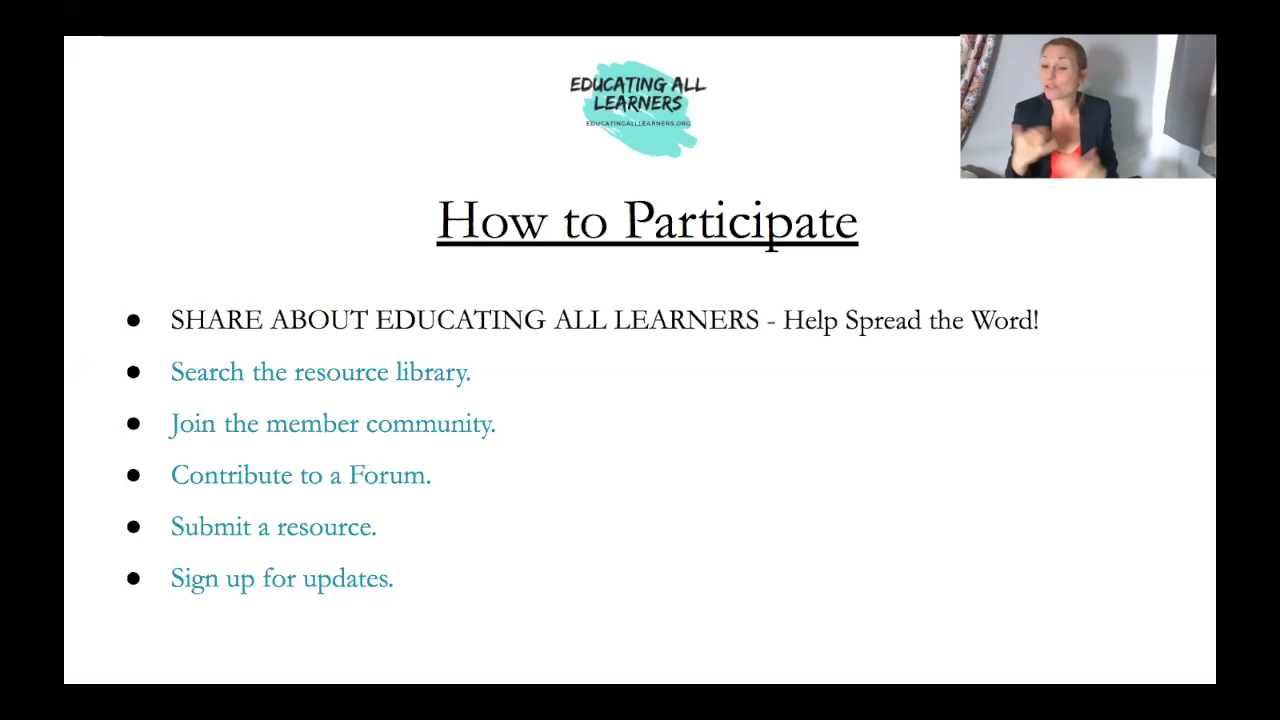 EDUCATING ALL
LEARNERS
EDUCATINGALLLEARNERS.ORG
How to Participate
● SHARE ABOUT EDUCATING ALL LEARNERS - Help Spread the Word!
● Search the resource library.
● Join the member community.
● Contribute to a Forum.
● Submit a resource.
● Sign up for updates.